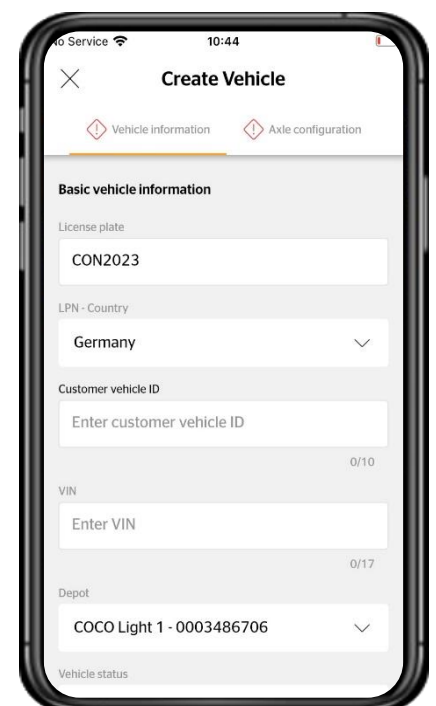 No Service 10:44
Create Vehicle
Vehicle information Axle configuration
Basic vehicle information
License plate
CON2023
LPN - Country
Germany
Customer vehicle ID
Enter customer vehicle ID
0/10
VIN
Enter VIN
0/17
Depot
COCO Light 1 - 0003486706
Vehicle status